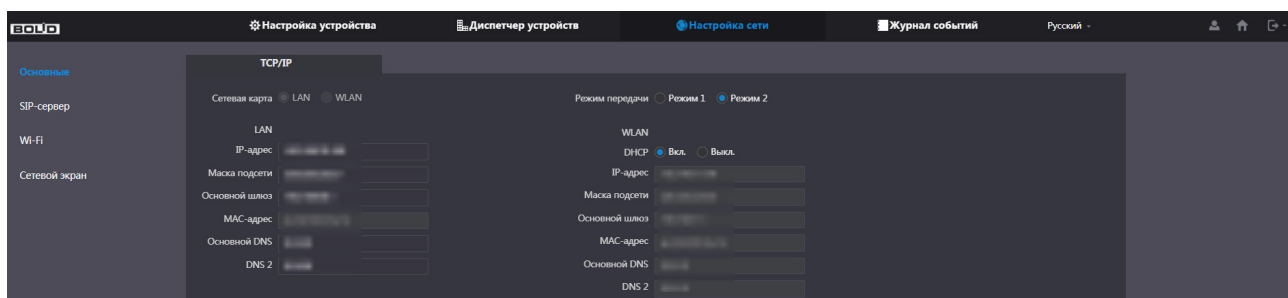 BOLID
Настройка устройства
Диспетчер устройств
Настройка сети
Журнал событий
Русский
Основные
SIP-сервер
Wi-Fi
Сетевой экран
TCP/IP
Сетевая карта LAN WLAN
LAN
IP-адрес
Маска подсети
Основной шлюз
MAC-адрес
Основной DNS
DNS 2
Режим передачи Режим 1 Режим 2
WLAN
DHCP Вкл. Выкл.
IP-адрес
Маска подсети
Основной шлюз
MAC-адрес
Основной DNS
DNS 2